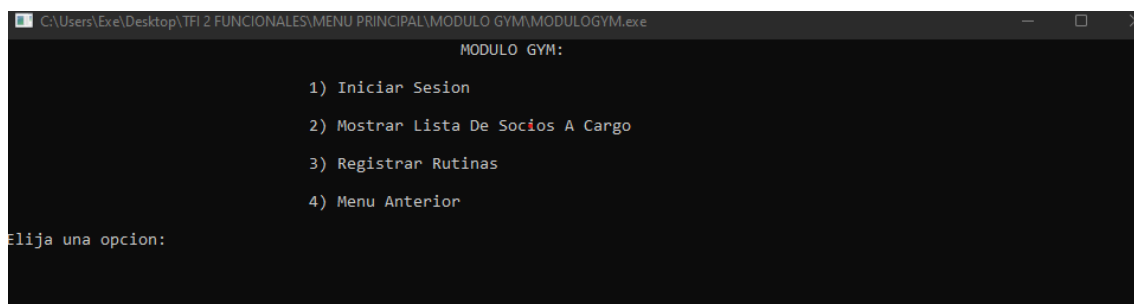 C:\Users\Exe\Desktop\TFI 2 FUNCIONALES\MENU PRINCIPAL\MODULO GYM\MODULOGYM.exe
MODULO GYM:
1) Iniciar Sesion
2) Mostrar Lista De Socios A Cargo
3) Registrar Rutinas
4) Menu Anterior
Elija una opcion: